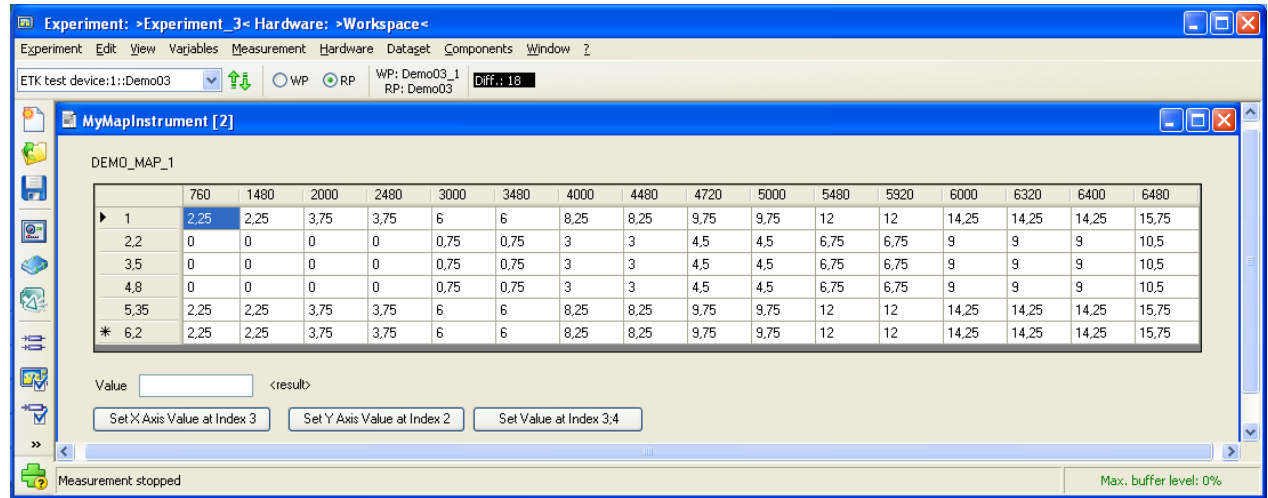 Experiment: >Experiment_3< Hardware: >Workspace<
Experiment Edit View Variables Measurement Hardware Dataset Components Window ?
ETK test device:1::Demo03 WP RP WP: Demo03_1 Diff.: 18
RP: Demo03
MyMapInstrument [2]
DEMO_MAP_1
760 1480 2000 2480 3000 3480 4000 4480 4720 5000 5480 5920 6000 6320 6400 6480
1 2,25 2,25 3,75 3,75 6 6 8,25 8,25 9,75 9,75 12 12 14,25 14,25 14,25 15,75
2,2 0 0 0 0 0,75 0,75 3 3 4,5 4,5 6,75 6,75 9 9 9 10,5
3,5 0 0 0 0 0,75 0,75 3 3 4,5 4,5 6,75 6,75 9 9 9 10,5
4,8 0 0 0 0 0,75 0,75 3 3 4,5 4,5 6,75 6,75 9 9 9 10,5
5,35 2,25 2,25 3,75 3,75 6 6 8,25 8,25 9,75 9,75 12 12 14,25 14,25 14,25 15,75
* 6,2 2,25 2,25 3,75 3,75 6 6 8,25 8,25 9,75 9,75 12 12 14,25 14,25 14,25 15,75
Value <result>
Set X Axis Value at Index 3 Set Y Axis Value at Index 2 Set Value at Index 3;4
Measurement stopped Max. buffer level: 0%